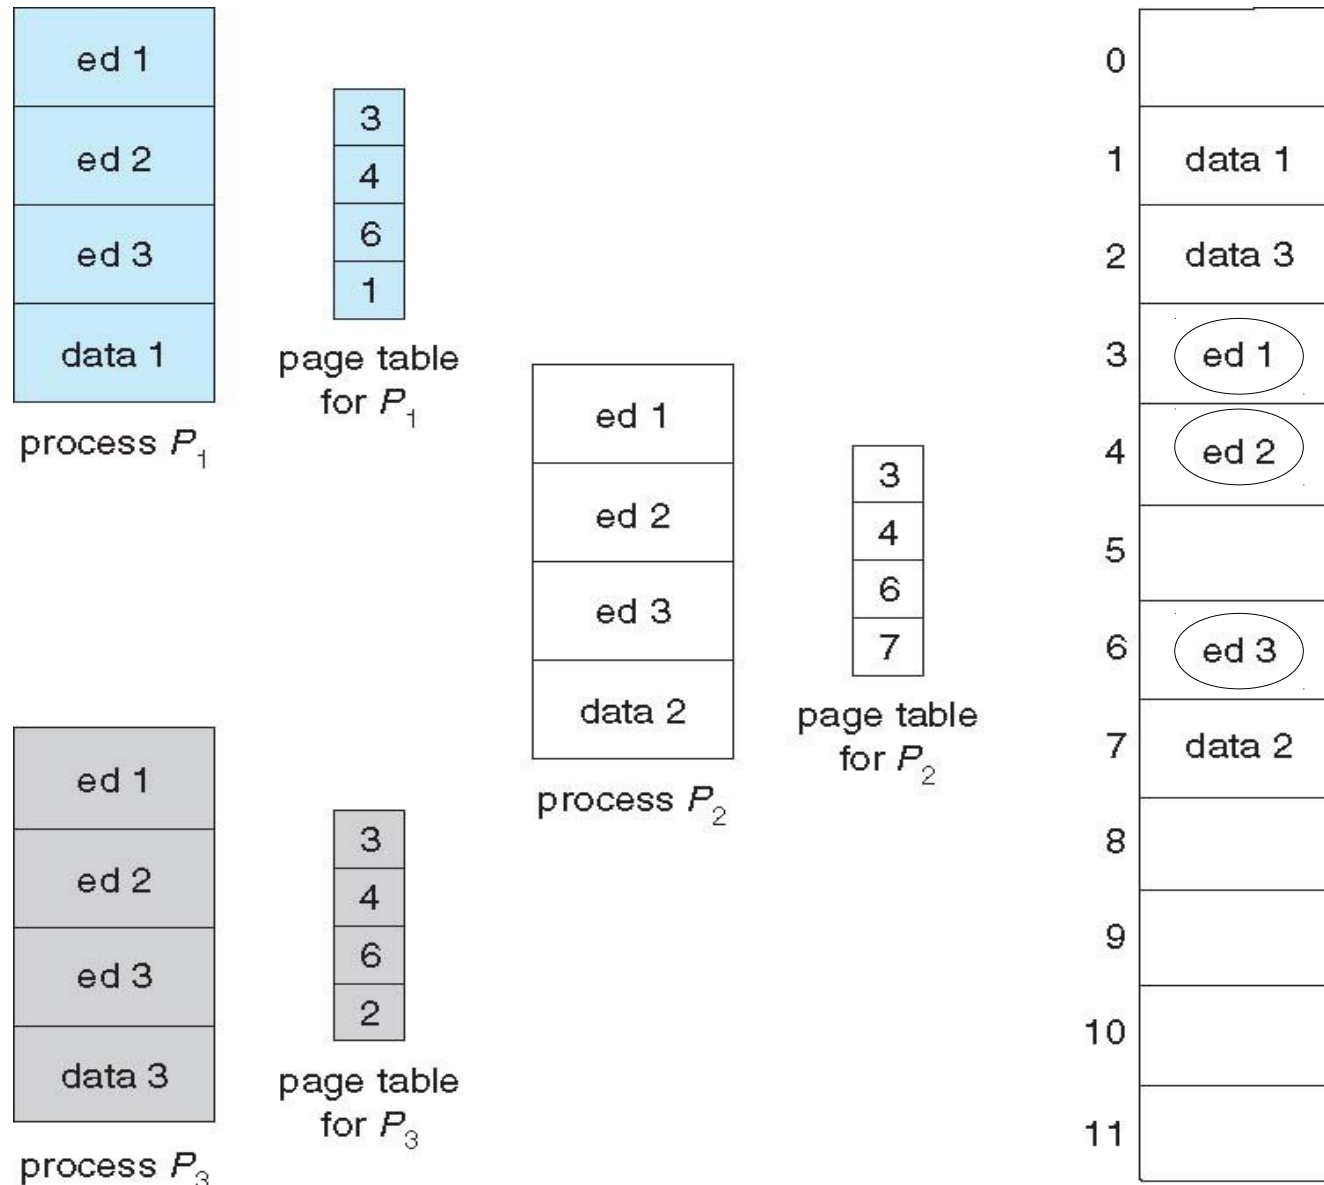 ed 1
ed 2
ed 3
data 1
process P1
3
4
6
1
page table
for P1
ed 1
ed 2
ed 3
data 2
process P2
3
4
6
7
page table
for P2
ed 1
ed 2
ed 3
data 3
process P3
3
4
6
2
page table
for P3
0
1 data 1
2 data 3
3 ed 1
4 ed 2
5
6 ed 3
7 data 2
8
9
10
11